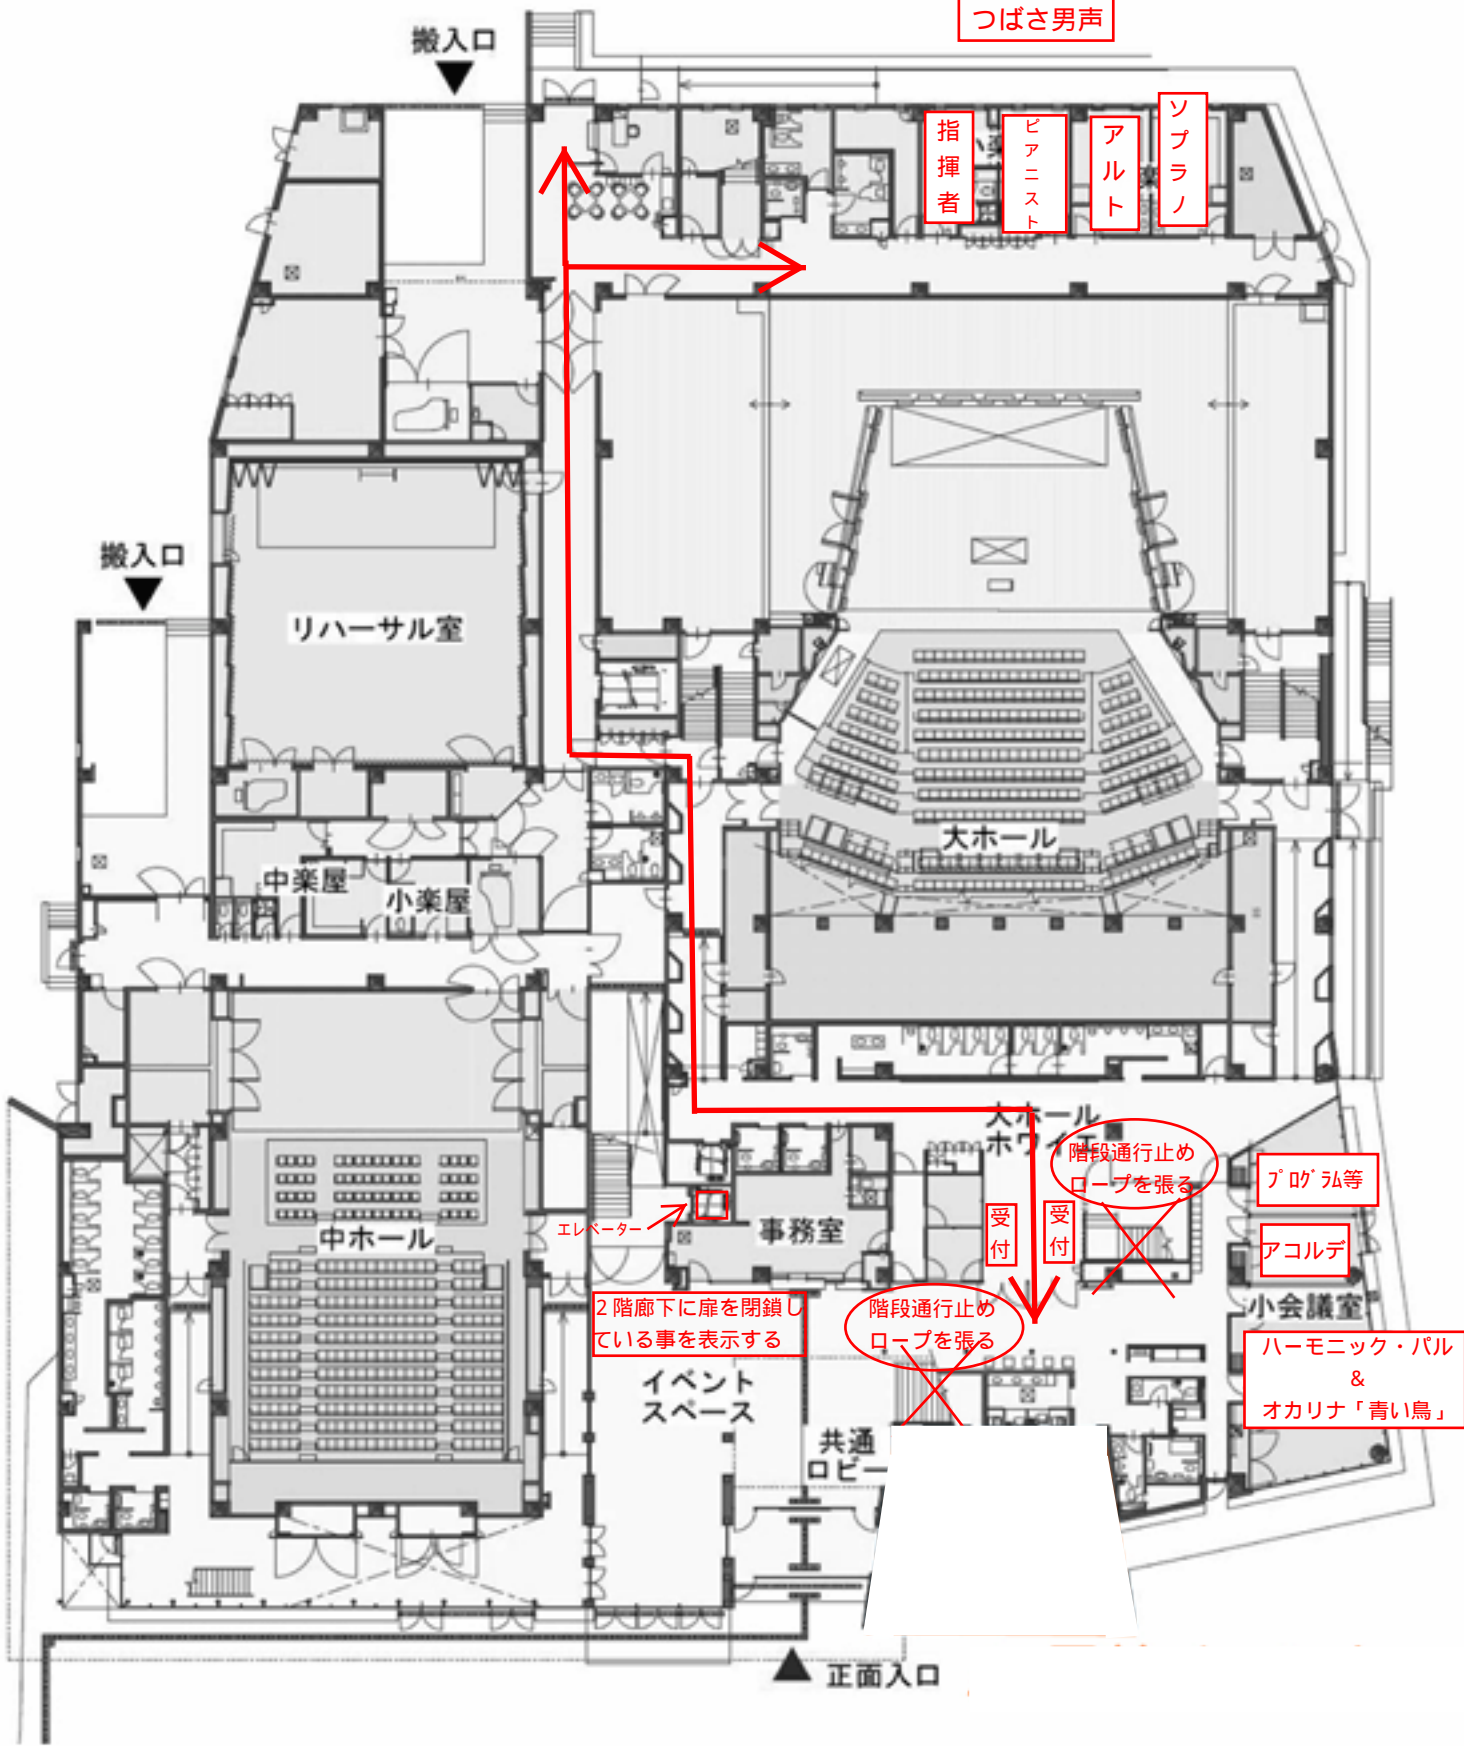 つばさ男声
搬入口
指揮者
ピアニスト
アルト
ソプラノ
搬入口
リハーサル室
大ホール
中楽屋
小楽屋
大ホール
ホワイエ
階段通行止め
ロープを張る
プログラム等
受付
受付
エレベーター
事務室
中ホール
アコルデ
2階廊下に扉を閉鎖し
ている事を表示する
階段通行止め
ロープを張る
小会議室
ハーモニック・パル
&
オカリナ「青い鳥」
イベント
スペース
共通
ロビー
正面入口